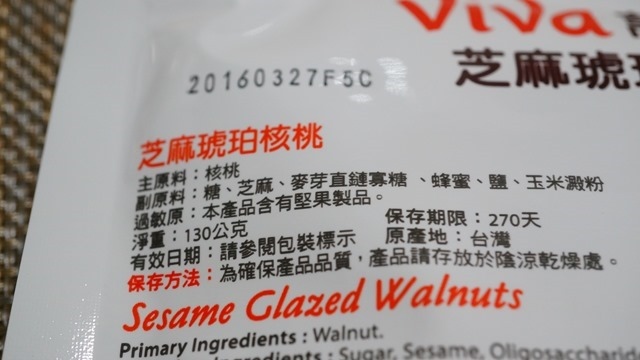 viva
芝麻琥
20160327F5C
芝麻琥珀核桃
主原料：核桃
副原料：糖、芝麻、麥芽直鏈寡糖、蜂蜜、鹽、玉米澱粉
過敏原：本產品含有堅果製品。
淨重：130公克 保存期限：270天
有效日期：請參閱包裝標示 原產地：台灣
保存方法：為確保產品品質，產品請存放於陰涼乾燥處。
Sesame Glazed Walnuts
Primary Ingredients : Walnut.
Ingredients : Sugar, Sesame, Oligosaccharid